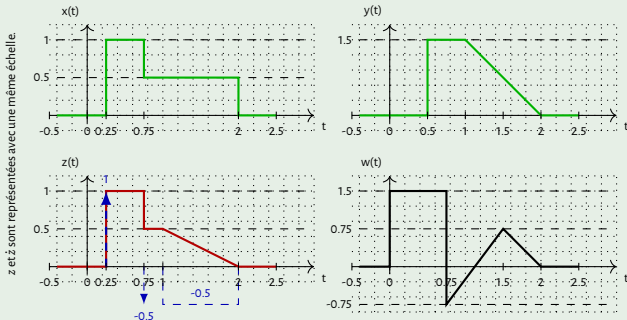 z et ż sont représentées avec une même échelle.
x(t)
1
0.5
-0.5 0 0.25 0.75 2 2.5 t
y(t)
1.5
-0.5 0 0.5 1 1.5 2 2.5 t
z(t)
1
0.5
-0.5 0 0.25 0.75 1 2 2.5 t
-0.5
-0.5
w(t)
1.5
0.75
-0.5 0 0.75 1.5 2 2.5 t
-0.75